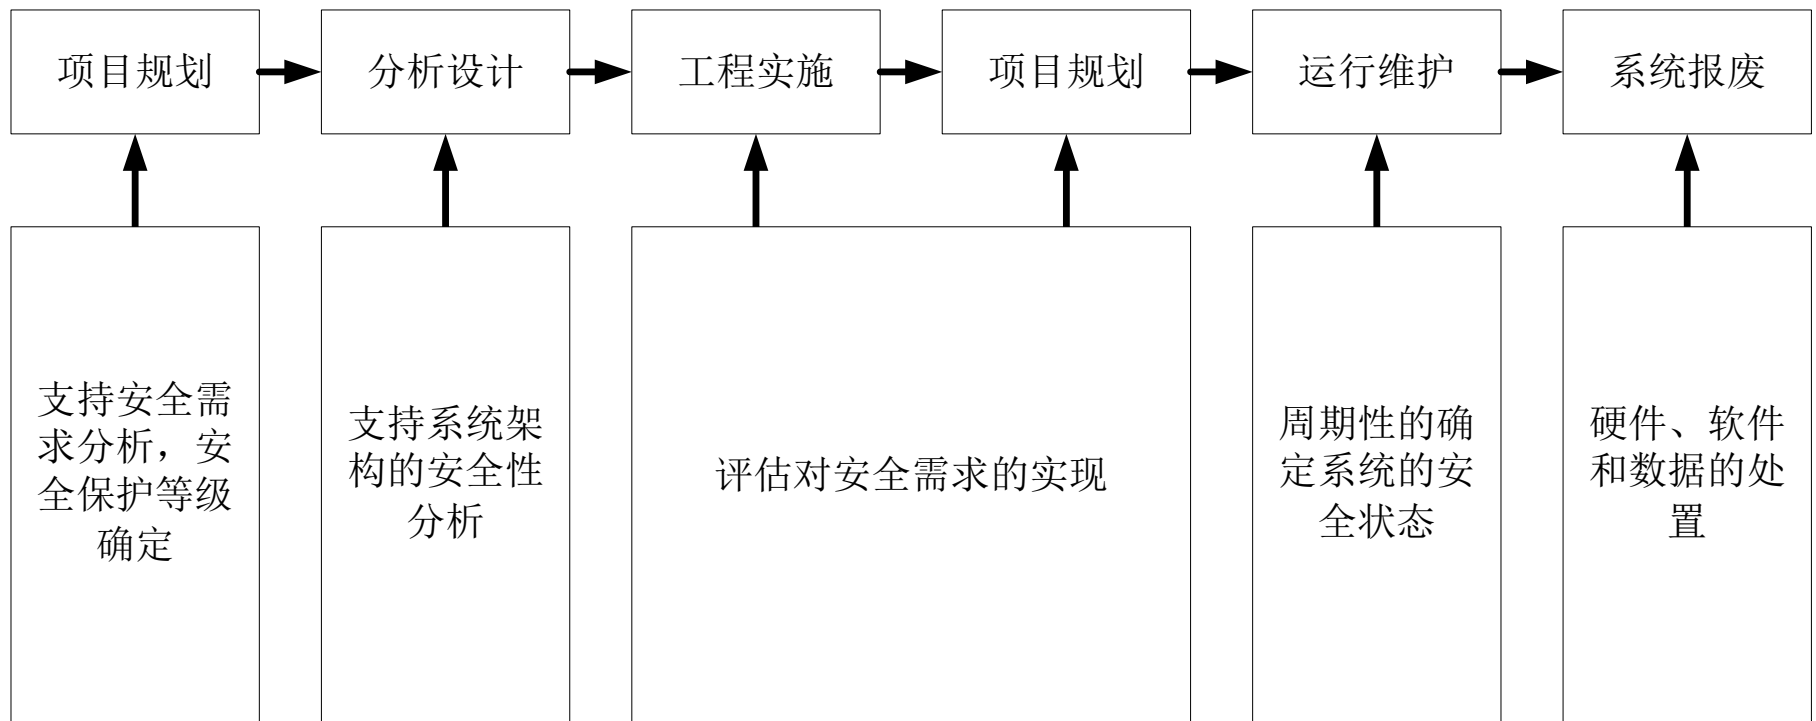 项目规划
分析设计
工程实施
项目规划
运行维护
系统报废
支持安全需
求分析，安
全保护等级
确定
支持系统架
构的安全性
分析
评估对安全需求的实现
周期性的确
定系统的安
全状态
硬件、软件
和数据的处
置